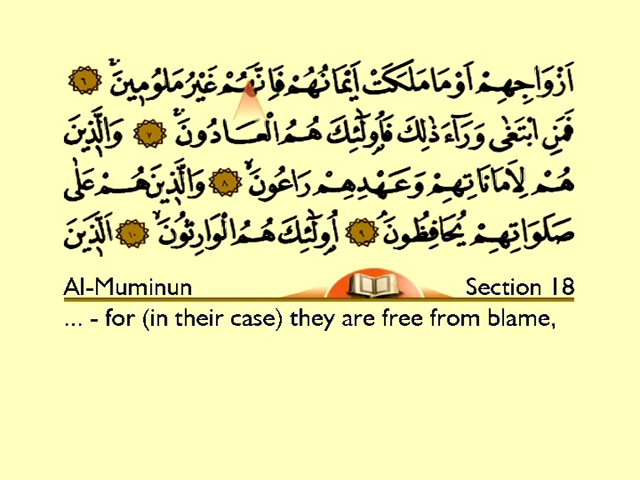 اَزْوَاجِهِمْ اَوْ مَا مَلَكَتْ اَيْمَانُهُمْ فَاِنَّهُمْ غَيْرُ مَلُومٖينَۚ ٦
فَمَنِ ابْتَغٰى وَرَٓاءَ ذٰلِكَ فَاُولٰٓئِكَ هُمُ الْعَادُونَۚ ٧ وَالَّذٖينَ
هُمْ لِاَمَانَاتِهِمْ وَعَهْدِهِمْ رَاعُونَۙ ٨ وَالَّذٖينَ هُمْ عَلٰى
صَلَوَاتِهِمْ يُحَافِظُونَۘ ٩ اُولٰٓئِكَ هُمُ الْوَارِثُونَۙ ١٠ اَلَّذٖينَ
Al-Muminun Section 18
... - for (in their case) they are free from blame,